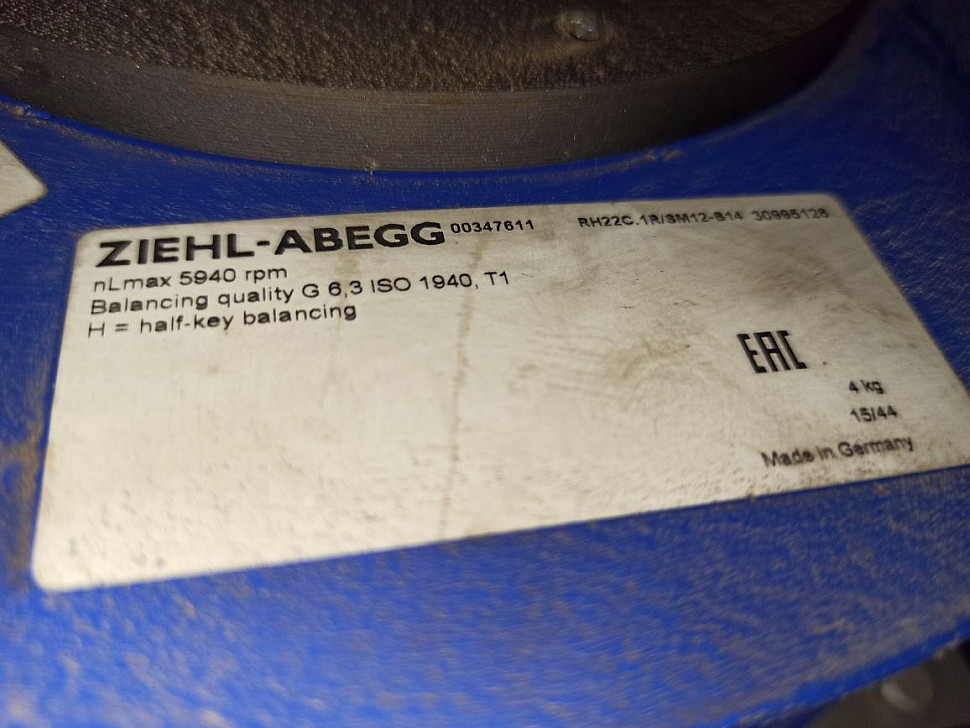 ZIEHL-ABEGG 00347611 RH22C.1R/SM12-S14 30995128
nLmax 5940 rpm
Balancing quality G 6,3 ISO 1940, T1
H = half-key balancing
EAC
4 kg
15/44
Made in Germany